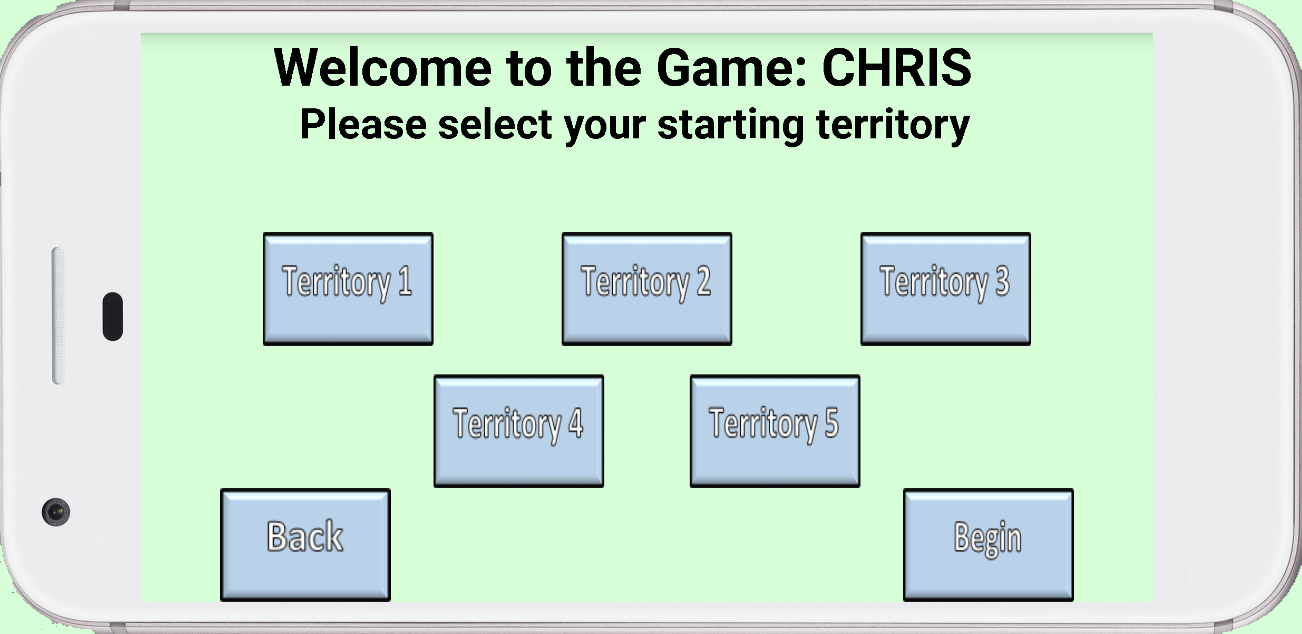 Welcome to the Game: CHRIS
Please select your starting territory
Territory 1
Territory 2
Territory 3
Territory 4
Territory 5
Back
Begin